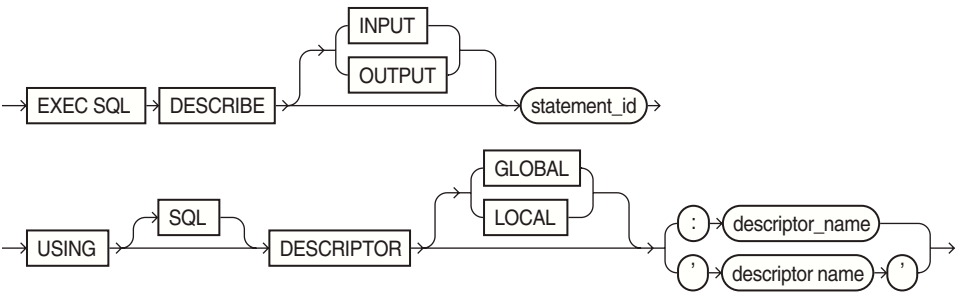 INPUT
OUTPUT
EXEC SQL DESCRIBE statement_id
GLOBAL
SQL LOCAL : descriptor_name
USING DESCRIPTOR
' descriptor name '